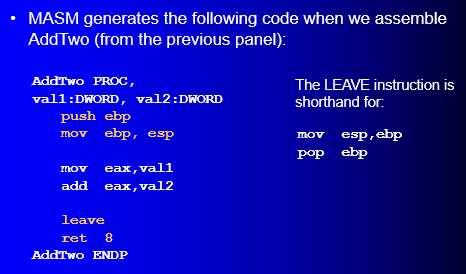 • MASM generates the following code when we assemble
AddTwo (from the previous panel):
AddTwo PROC,
val1:DWORD, val2:DWORD
push ebp
mov ebp, esp
mov eax,val1
add eax,val2
leave
ret 8
AddTwo ENDP
The LEAVE instruction is
shorthand for:
mov esp,ebp
pop ebp